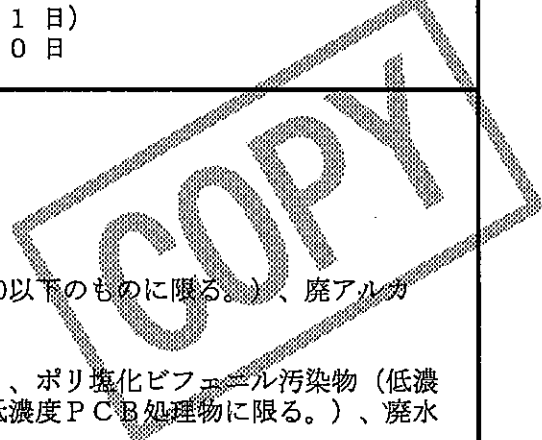 1 日)
0 日
COPY
0以下のものに限る。)、廃アルカ
、ポリ塩化ビフェニル汚染物(低濃
低濃度PCB処理物に限る。)、廃水